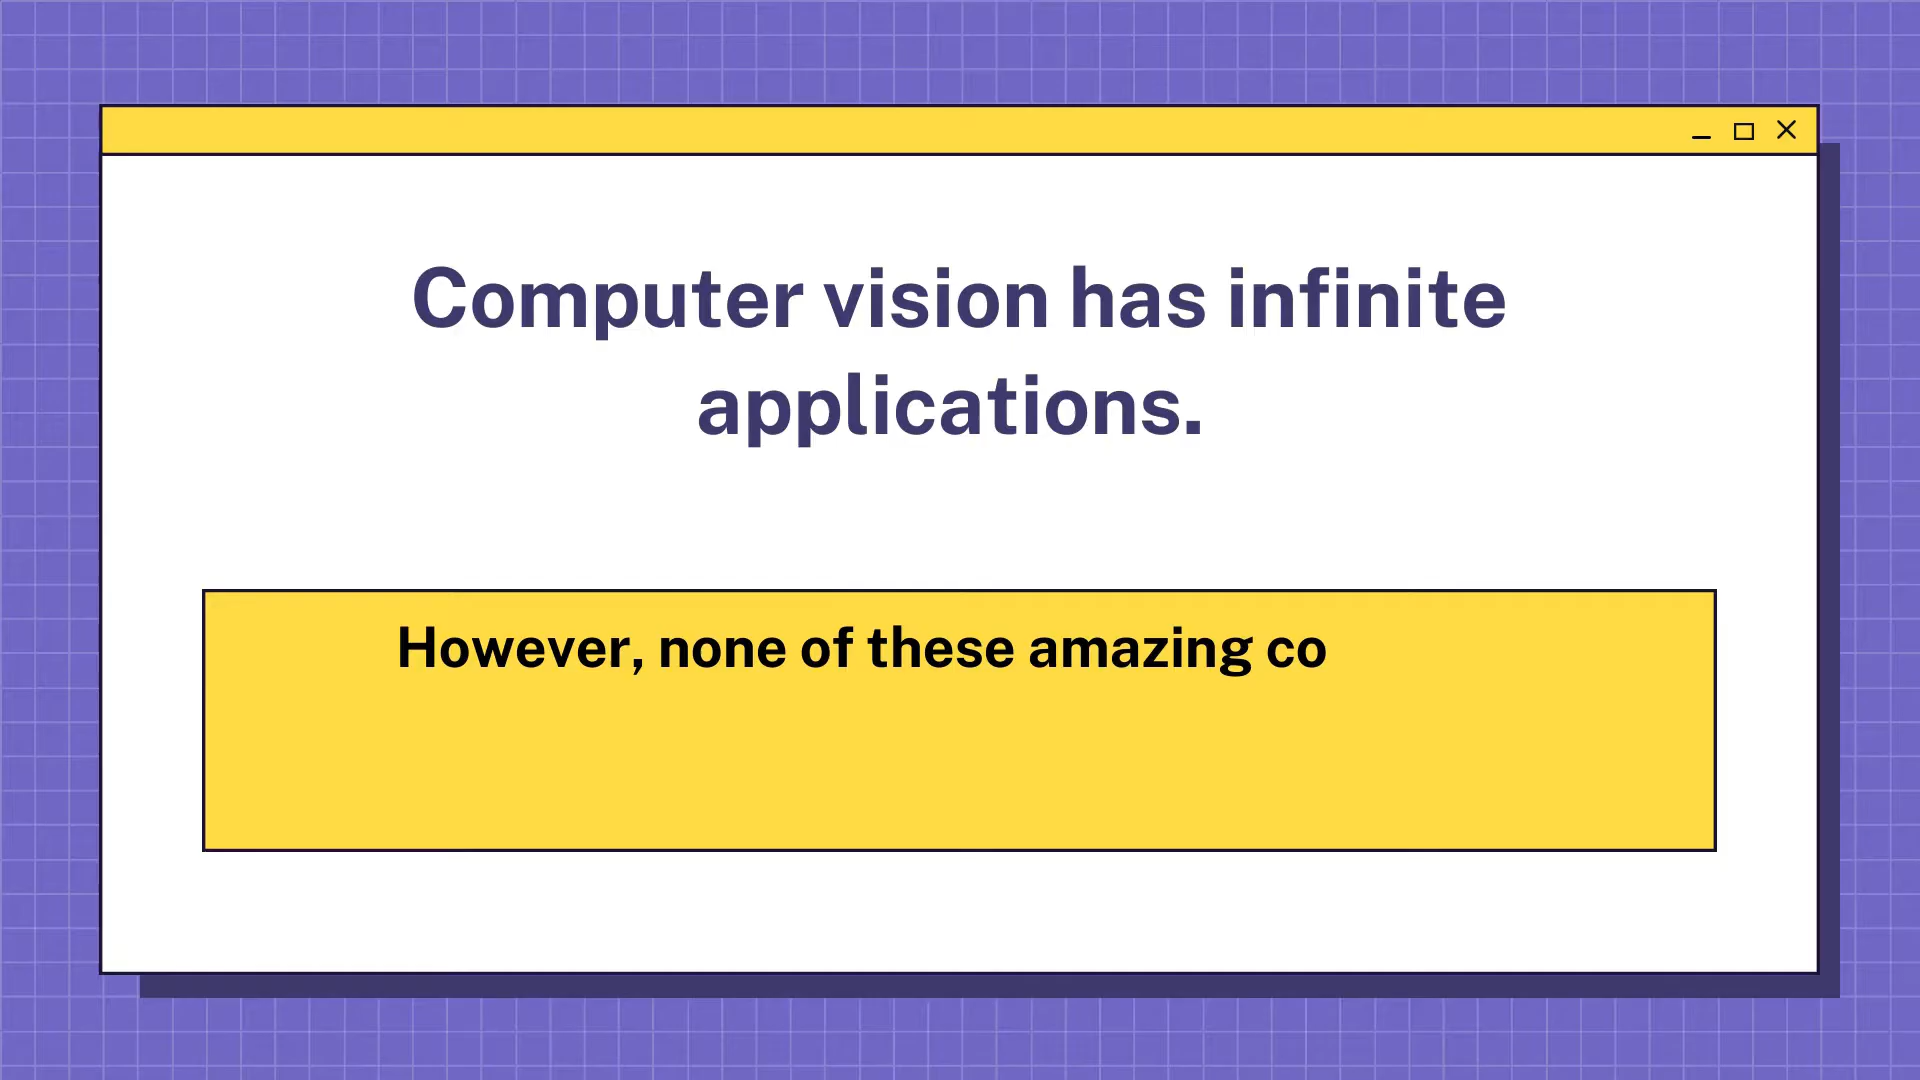 Computer vision has infinite
applications.
However, none of these amazing co